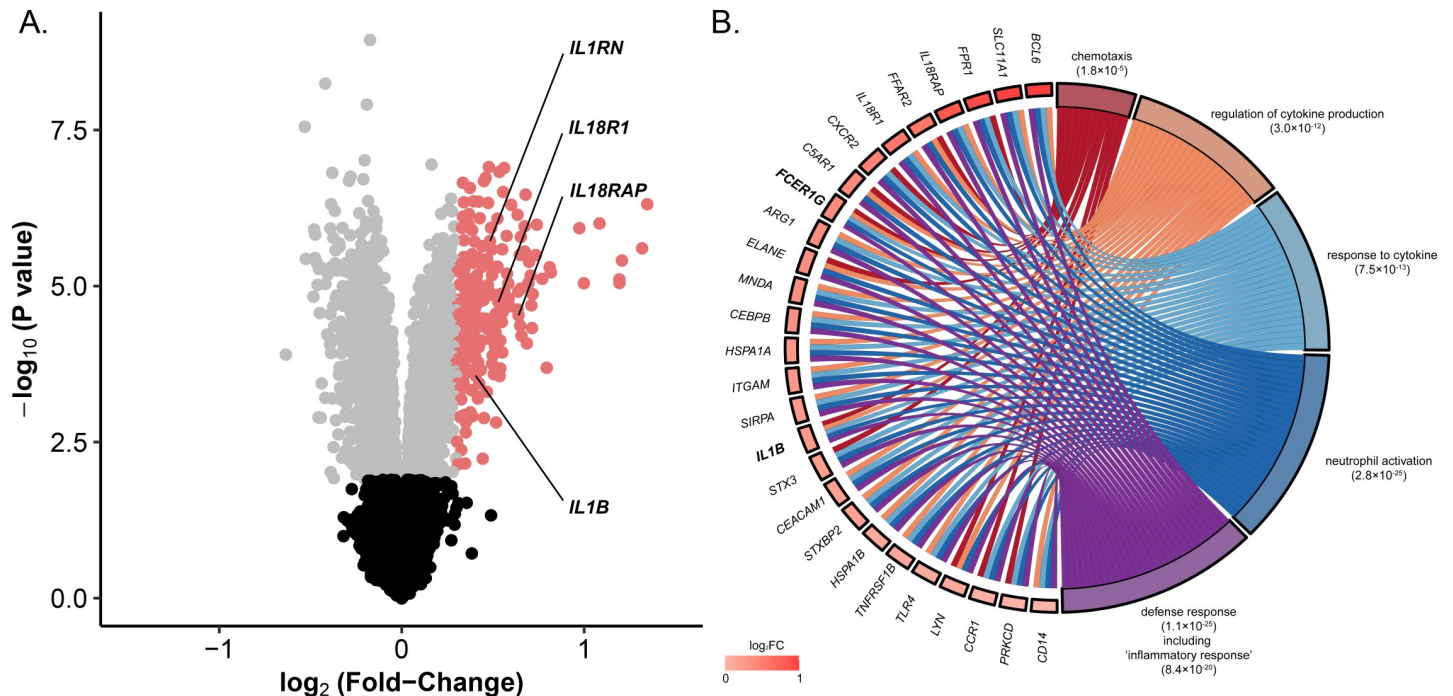 A.
7.5
5.0
2.5
0.0
−log₁₀ (P value)
−1
0
1
log₂ (Fold−Change)
IL1RN
IL18R1
IL18RAP
IL1B
B.
BCL6
SLC11A1
FPR1
IL18RAP
FFAR2
IL18R1
CXCR2
C5AR1
FCER1G
ARG1
ELANE
MNDA
CEBPB
HSPA1A
ITGAM
SIRPA
IL1B
STX3
CEACAM1
STXBP2
HSPA1B
TNFRSF1B
TLR4
LYN
CCR1
PRKCD
CD14
chemotaxis
(1.8×10⁻⁵)
regulation of cytokine production
(3.0×10⁻¹²)
response to cytokine
(7.5×10⁻¹³)
neutrophil activation
(2.8×10⁻²⁵)
defense response
(1.1×10⁻²⁵)
including
'inflammatory response'
(8.4×10⁻²⁰)
log₂FC
0 1